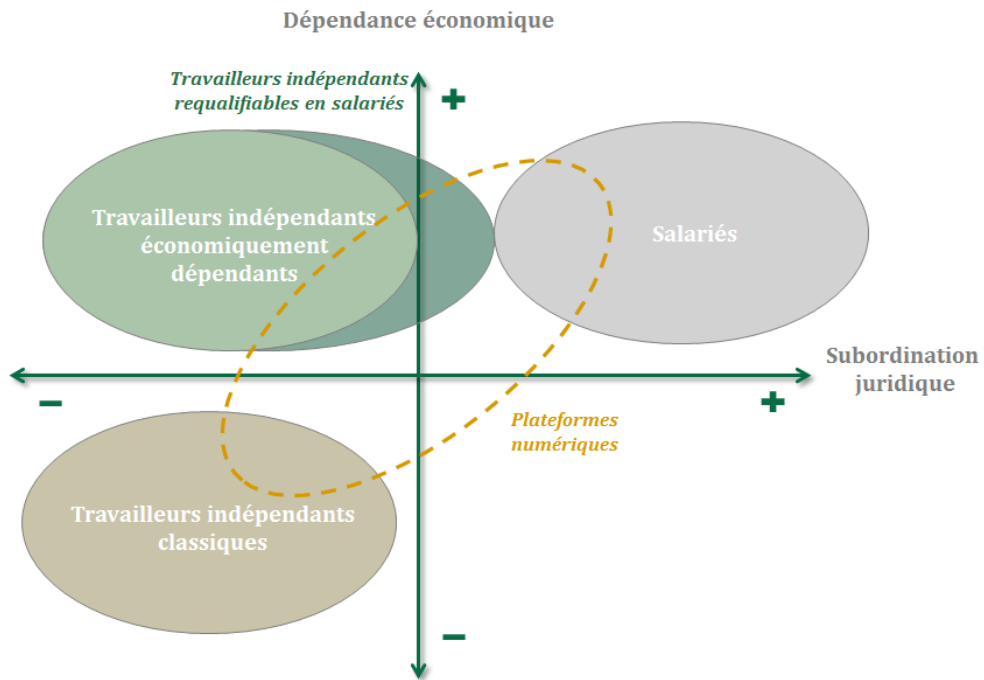 Dépendance économique
Travailleurs indépendants
requalifiables en salariés
+
Travailleurs indépendants
économiquement
dépendants
Salariés
Subordination
juridique
–
+
Plateformes
numériques
Travailleurs indépendants
classiques
–